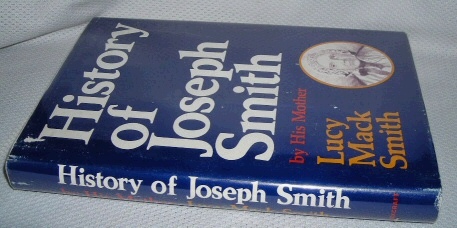 History
of
Joseph
Smith
by His Mother
Lucy
Mack
Smith
History of Joseph Smith